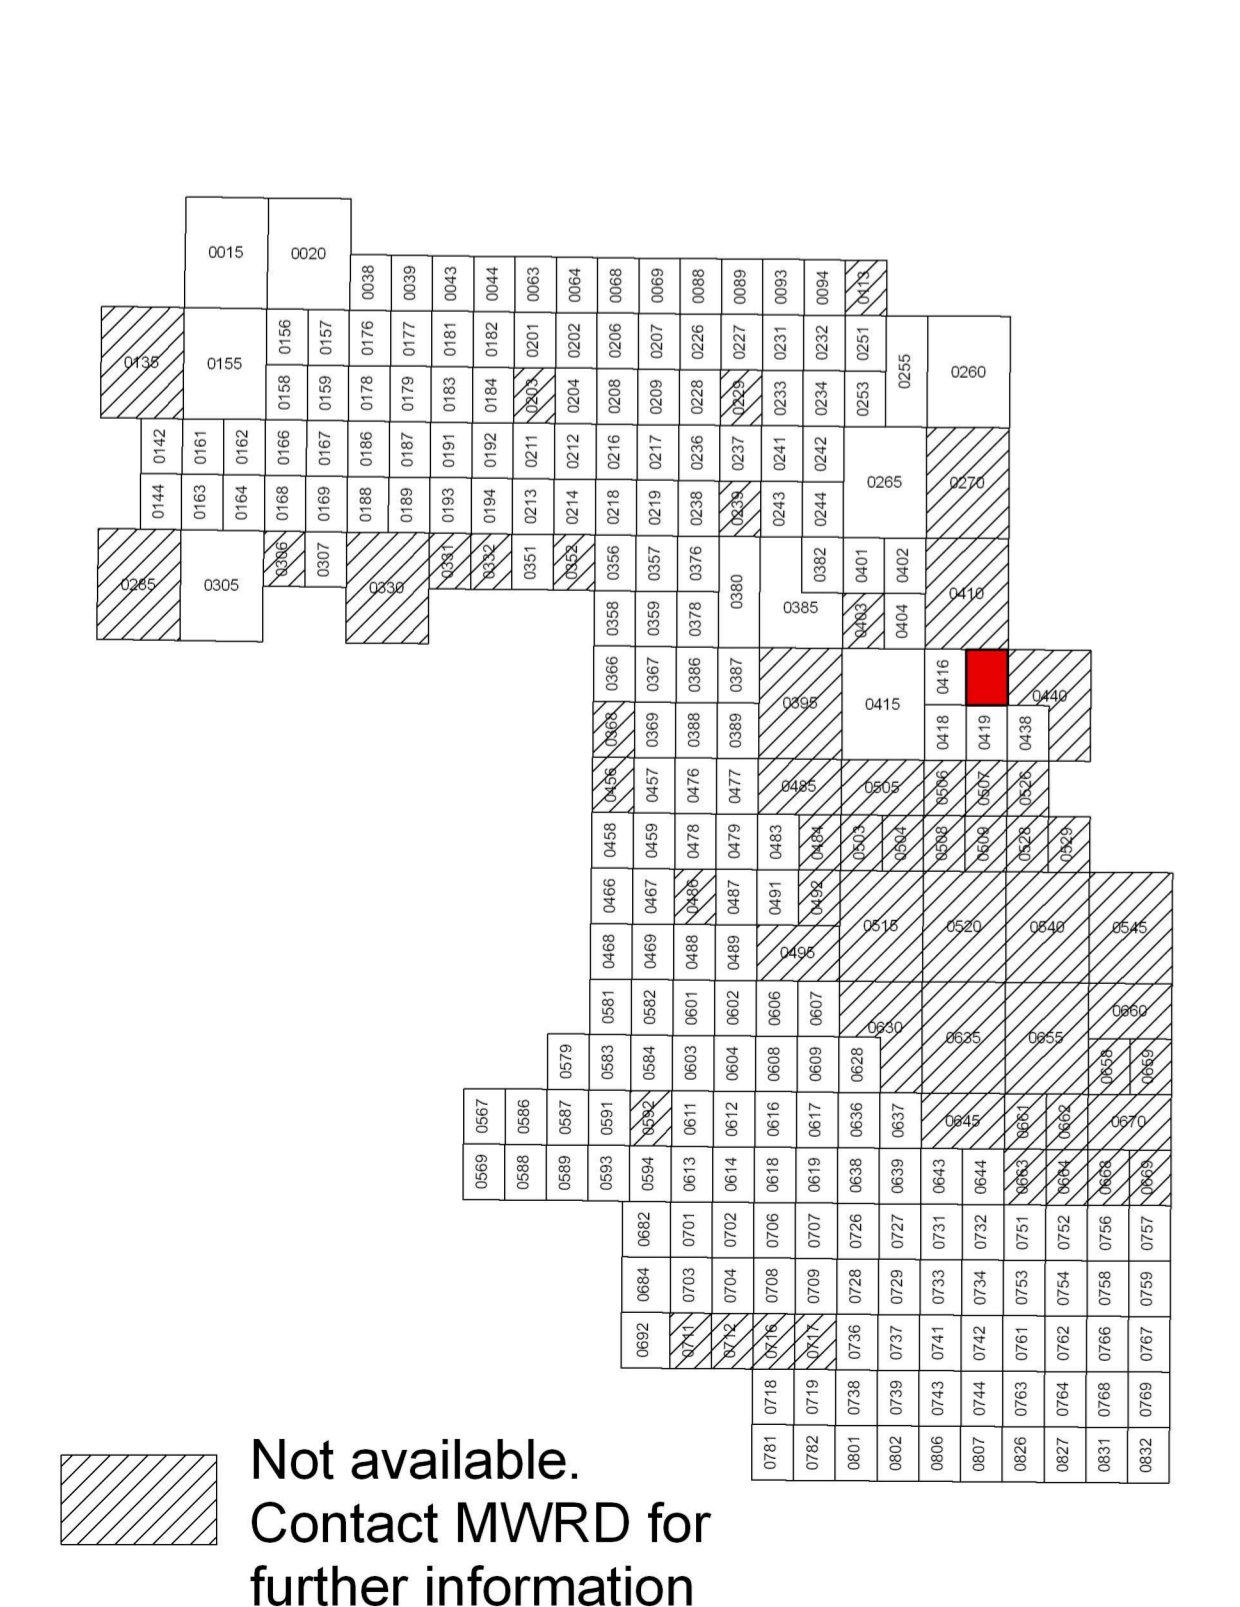 0015 0020
0038 0039 0043 0044 0063 0064 0068 0069 0088 0089 0093 0094 0113
0135 0155 0156 0157 0176 0177 0181 0182 0201 0202 0206 0207 0226 0227 0231 0232 0251 0255 0260
0158 0159 0178 0179 0183 0184 0203 0204 0208 0209 0228 0229 0233 0234 0253
0142 0161 0162 0166 0167 0186 0187 0191 0192 0211 0212 0216 0217 0236 0237 0241 0242 0265 0270
0144 0163 0164 0168 0169 0188 0189 0193 0194 0213 0214 0218 0219 0238 0239 0243 0244
0285 0305 0306 0307 0330 0331 0332 0351 0352 0356 0357 0376 0380 0385 0382 0401 0402 0410
0358 0359 0378 0403 0404
0366 0367 0386 0387 0395 0415 0416 0440
0368 0369 0388 0389 0418 0419 0438
0456 0457 0476 0477 0485 0505 0506 0507 0526
0458 0459 0478 0479 0483 0484 0503 0504 0508 0509 0528 0529
0466 0467 0486 0487 0491 0492 0515 0520 0540 0545
0468 0469 0488 0489 0495
0581 0582 0601 0602 0606 0607 0630 0635 0655 0660
0579 0583 0584 0603 0604 0608 0609 0628 0658 0659
0567 0586 0587 0591 0592 0611 0612 0616 0617 0636 0637 0645 0661 0662 0670
0569 0588 0589 0593 0594 0613 0614 0618 0619 0638 0639 0643 0644 0663 0664 0668 0669
0682 0701 0702 0706 0707 0726 0727 0731 0732 0751 0752 0756 0757
0684 0703 0704 0708 0709 0728 0729 0733 0734 0753 0754 0758 0759
0692 0711 0712 0716 0717 0736 0737 0741 0742 0761 0762 0766 0767
0718 0719 0738 0739 0743 0744 0763 0764 0768 0769
0781 0782 0801 0802 0806 0807 0826 0827 0831 0832
Not available.
Contact MWRD for
further information